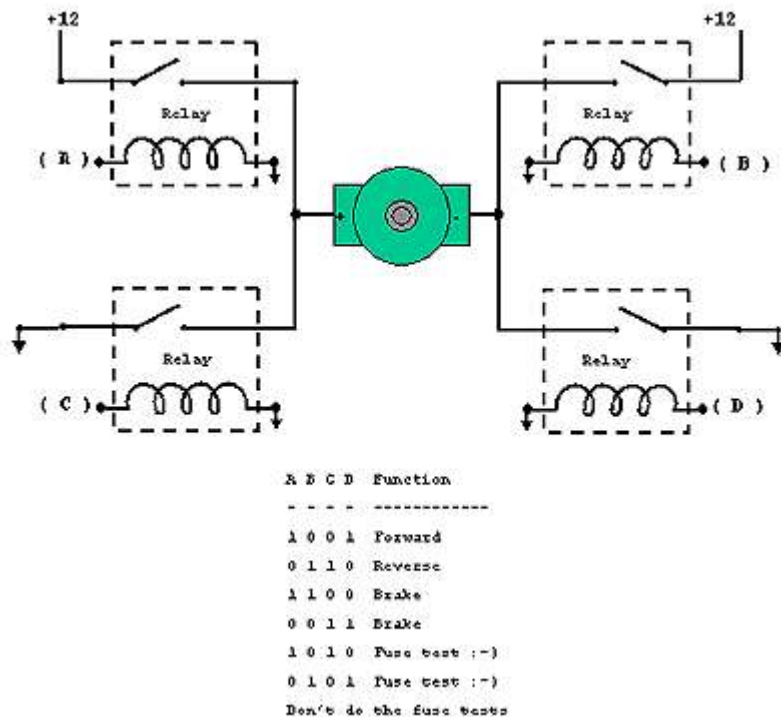 +12
+12
Relay
Relay
( A )
( B )
Relay
Relay
( C )
( D )
A B C D Function
- - - - ------------
1 0 0 1 Forward
0 1 1 0 Reverse
1 1 0 0 Brake
0 0 1 1 Brake
1 0 1 0 Fuse test :-)
0 1 0 1 Fuse test :-)
Don't do the fuse tests